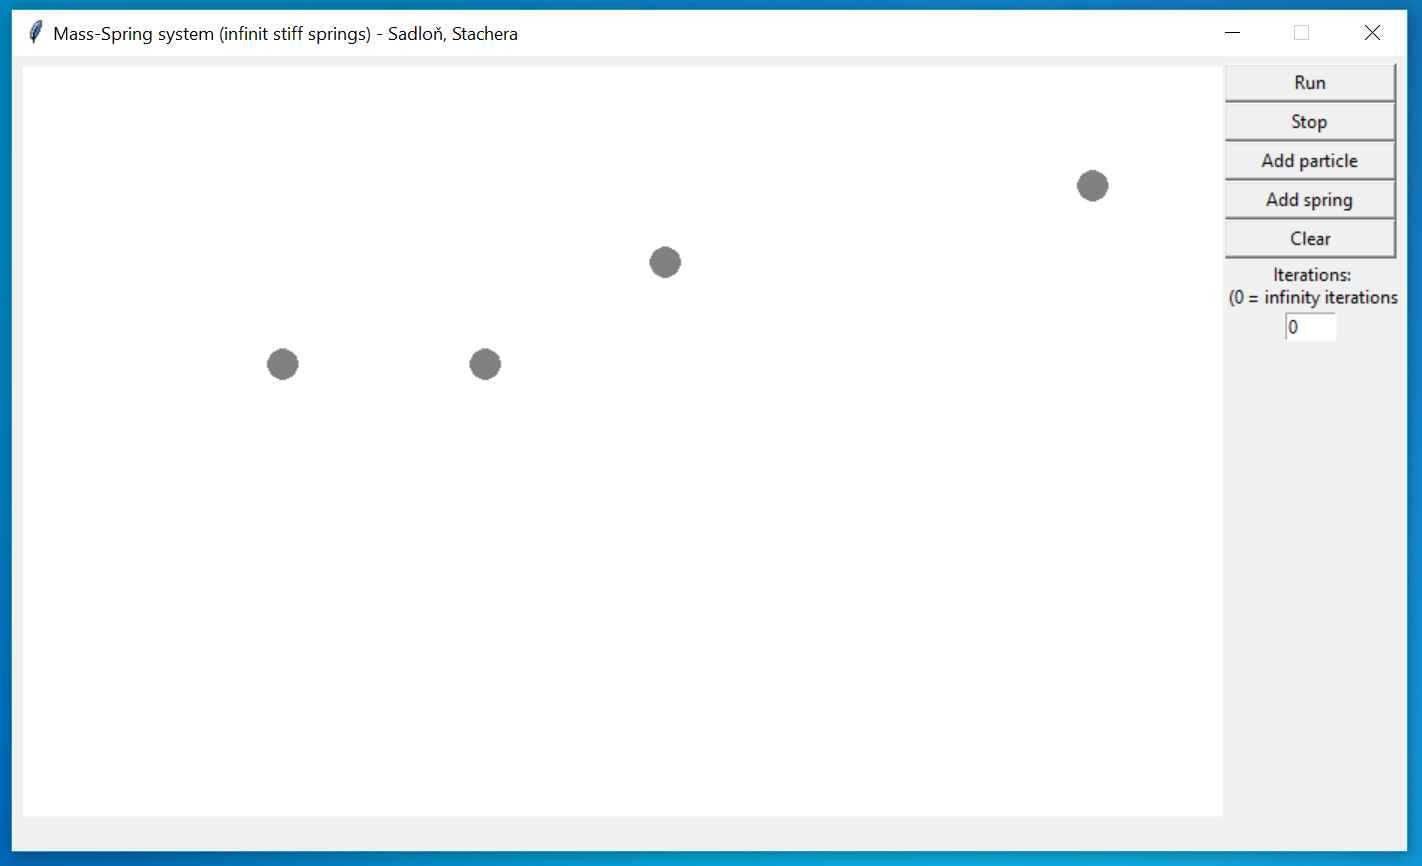 Mass-Spring system (infinit stiff springs) - Sadloň, Stachera
Run
Stop
Add particle
Add spring
Clear
Iterations:
(0 = infinity iterations
0